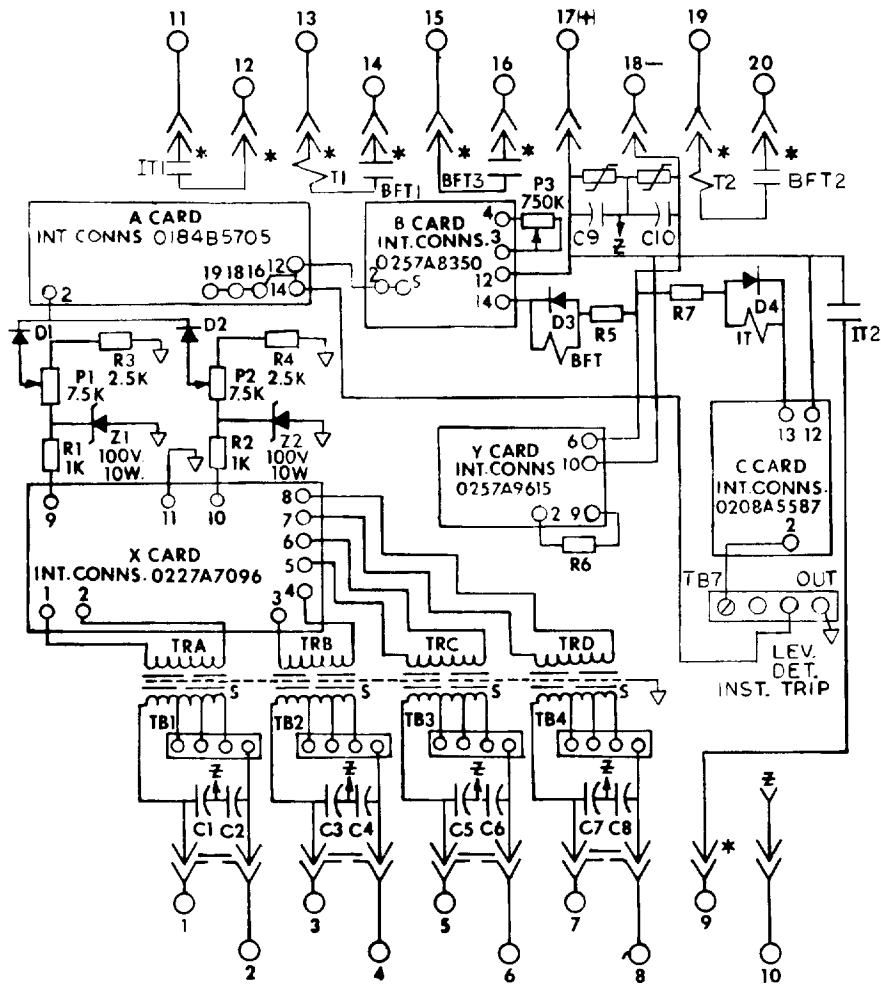 11 13 15 17(+) 19
12 14 16 18− 20
* * * * * *
IT1 T1 BFT1 BFT3 T2 BFT2
P3
750K
A CARD
INT CONNS 0184B5705
B CARD
INT.CONNS.
0257A8350
4
3
12
14
2 S
C9 Z C10
19 18 16 12
14
2
D1 D2
D3 R5 R7 D4
BFT IT IT2
R3
2.5K
R4
2.5K
P1
7.5K
P2
7.5K
R1
1K
Z1
100V.
10W.
R2
1K
Z2
100V
10W
Y CARD
INT.CONNS
0257A9615
6
10
2 9
R6
13 12
C CARD
INT.CONNS.
0208A5587
2
9 11 10
8
7
6
5
4
X CARD
INT.CONNS.0227A7096
1 2 3
TB7 OUT
LEV.
DET.
INST. TRIP
TRA TRB TRC TRD
S S S S
TB1 TB2 TB3 TB4
Z Z Z Z Z
C1 C2 C3 C4 C5 C6 C7 C8
*
1 3 5 7 9
2 4 6 8 10